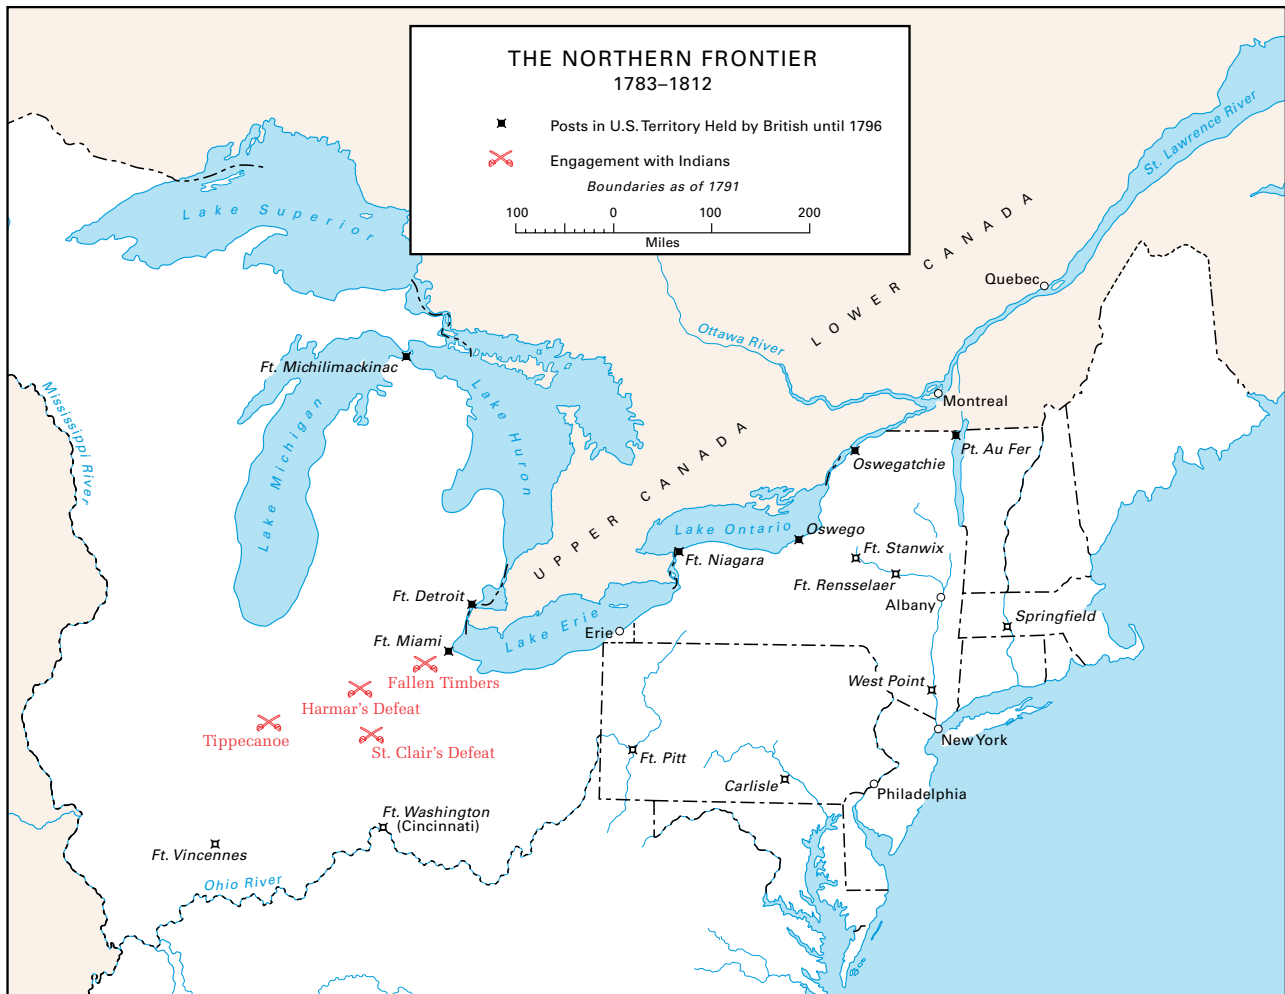 THE NORTHERN FRONTIER
1783–1812
Posts in U.S. Territory Held by British until 1796
Engagement with Indians
Boundaries as of 1791
100 0 100 200
Miles
St. Lawrence River
Lake Superior
LOWER CANADA
Quebec
Ottawa River
Ft. Michilimackinac
Mississippi River
Lake Michigan
Lake Huron
Montreal
Pt. Au Fer
Oswegatchie
UPPER CANADA
Lake Ontario
Oswego
Ft. Niagara
Ft. Stanwix
Ft. Rensselaer
Albany
Ft. Detroit
Springfield
Lake Erie
Erie
Ft. Miami
Fallen Timbers
West Point
Harmar's Defeat
Tippecanoe
St. Clair's Defeat
New York
Ft. Pitt
Carlisle
Philadelphia
Ft. Washington
(Cincinnati)
Ft. Vincennes
Ohio River